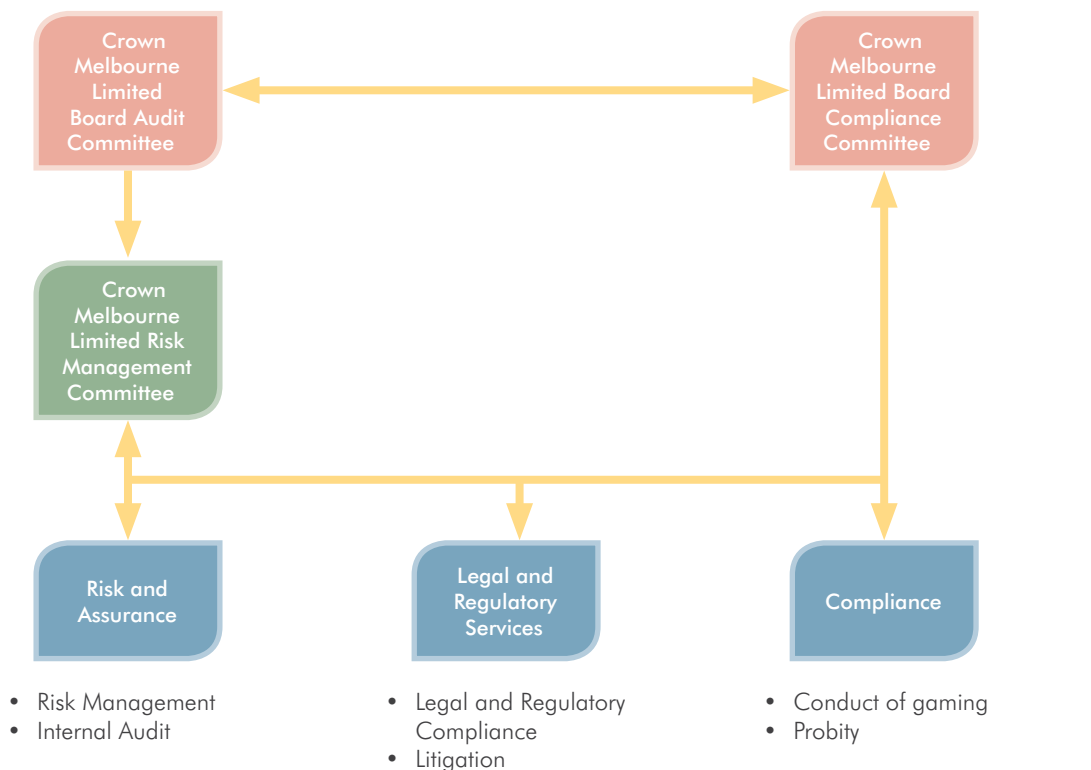 Crown
Melbourne
Limited
Board Audit
Committee
Crown
Melbourne
Limited Board
Compliance
Committee
Crown
Melbourne
Limited Risk
Management
Committee
Risk and
Assurance
Legal and
Regulatory
Services
Compliance
• Risk Management
• Internal Audit
• Legal and Regulatory
Compliance
• Litigation
• Conduct of gaming
• Probity